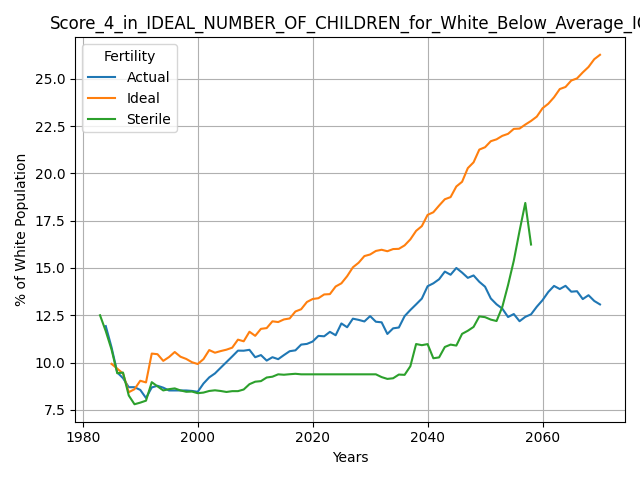 Score_4_in_IDEAL_NUMBER_OF_CHILDREN_for_White_Below_Average_IQ
Fertility
Actual
Ideal
Sterile
25.0
22.5
20.0
17.5
15.0
12.5
10.0
7.5
% of White Population
1980
2000
2020
2040
2060
Years